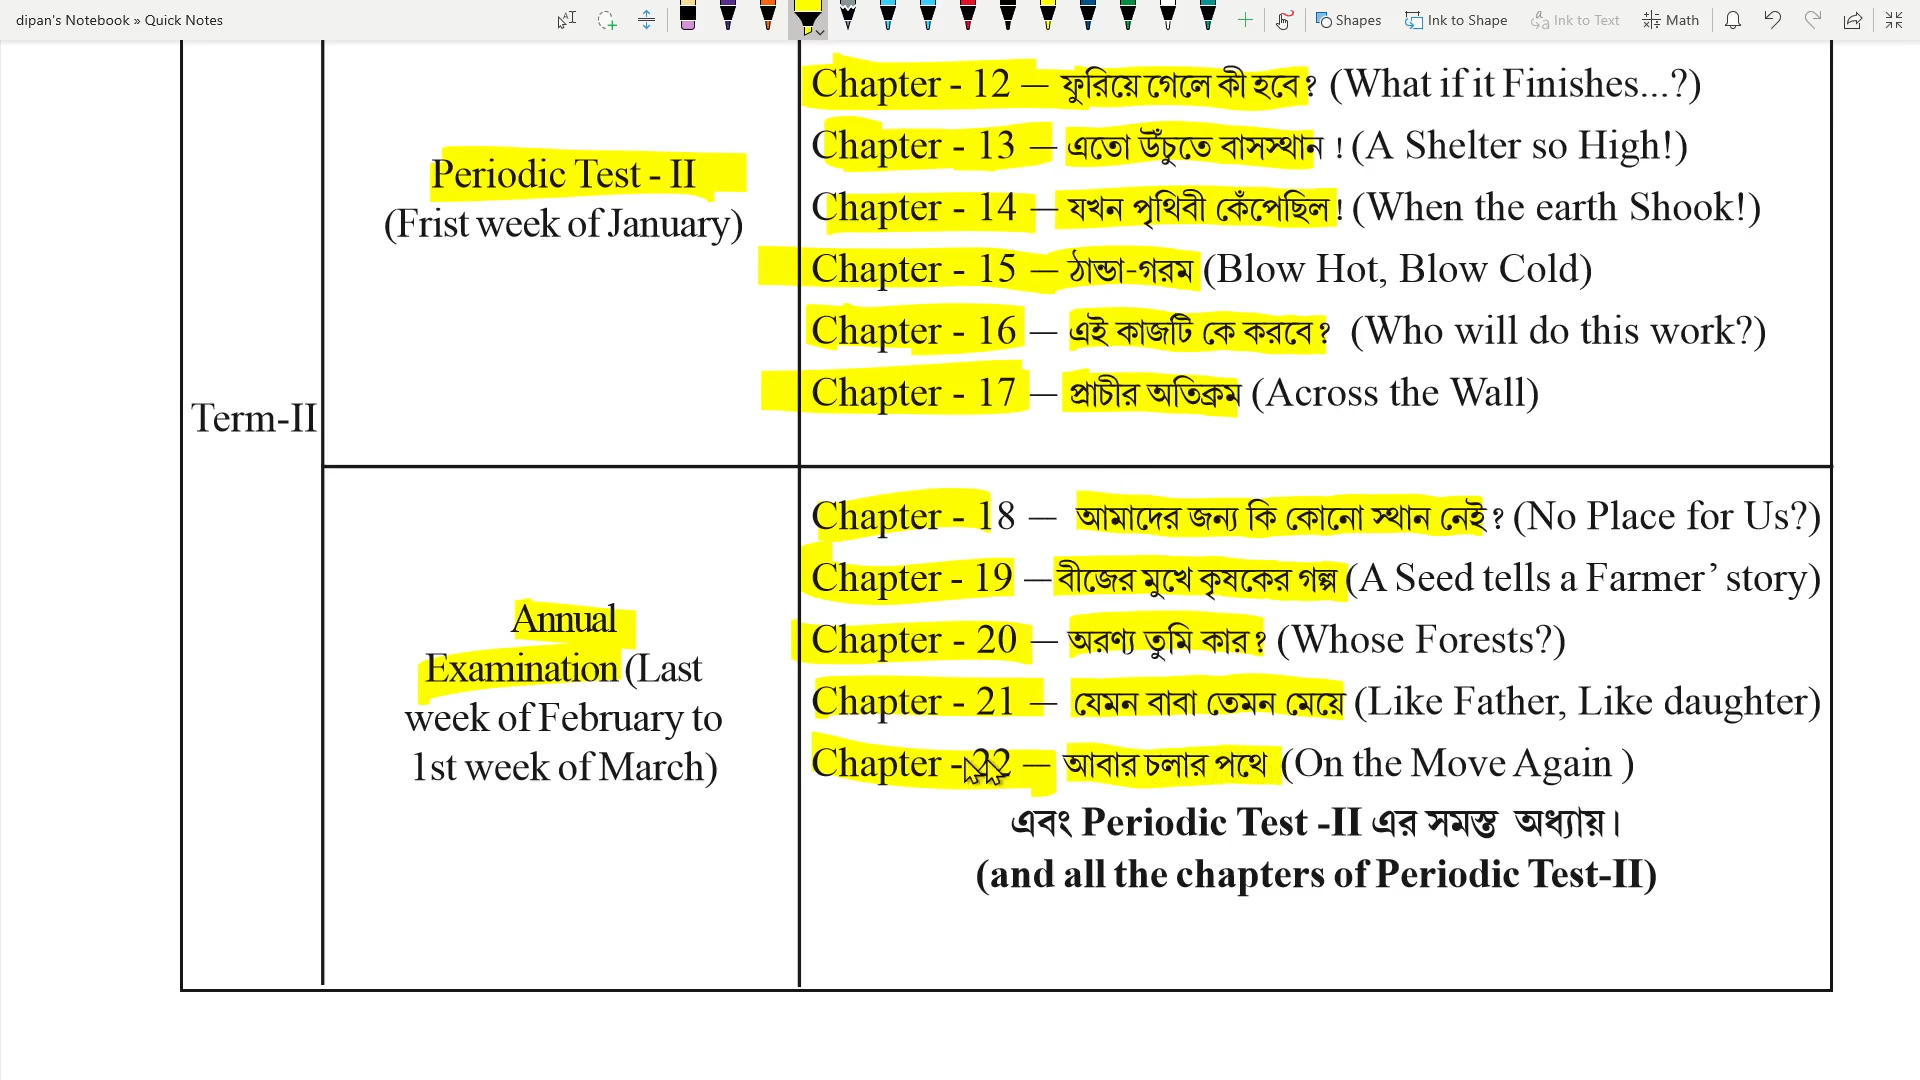 dipan's Notebook » Quick Notes
Shapes
Ink to Shape
Ink to Text
Math
Term-II
Periodic Test - II
(Frist week of January)
Chapter - 12 — ফুরিয়ে গেলে কী হবে? (What if it Finishes...?)
Chapter - 13 — এতো উঁচুতে বাসস্থান ! (A Shelter so High!)
Chapter - 14 — যখন পৃথিবী কেঁপেছিল! (When the earth Shook!)
Chapter - 15 — ঠান্ডা-গরম (Blow Hot, Blow Cold)
Chapter - 16 — এই কাজটি কে করবে? (Who will do this work?)
Chapter - 17 — প্রাচীর অতিক্রম (Across the Wall)
Annual
Examination (Last
week of February to
1st week of March)
Chapter - 18 — আমাদের জন্য কি কোনো স্থান নেই? (No Place for Us?)
Chapter - 19 — বীজের মুখে কৃষকের গল্প (A Seed tells a Farmer’ story)
Chapter - 20 — অরণ্য তুমি কার? (Whose Forests?)
Chapter - 21 — যেমন বাবা তেমন মেয়ে (Like Father, Like daughter)
Chapter - 22 — আবার চলার পথে (On the Move Again )
এবং Periodic Test -II এর সমস্ত অধ্যায়।
(and all the chapters of Periodic Test-II)